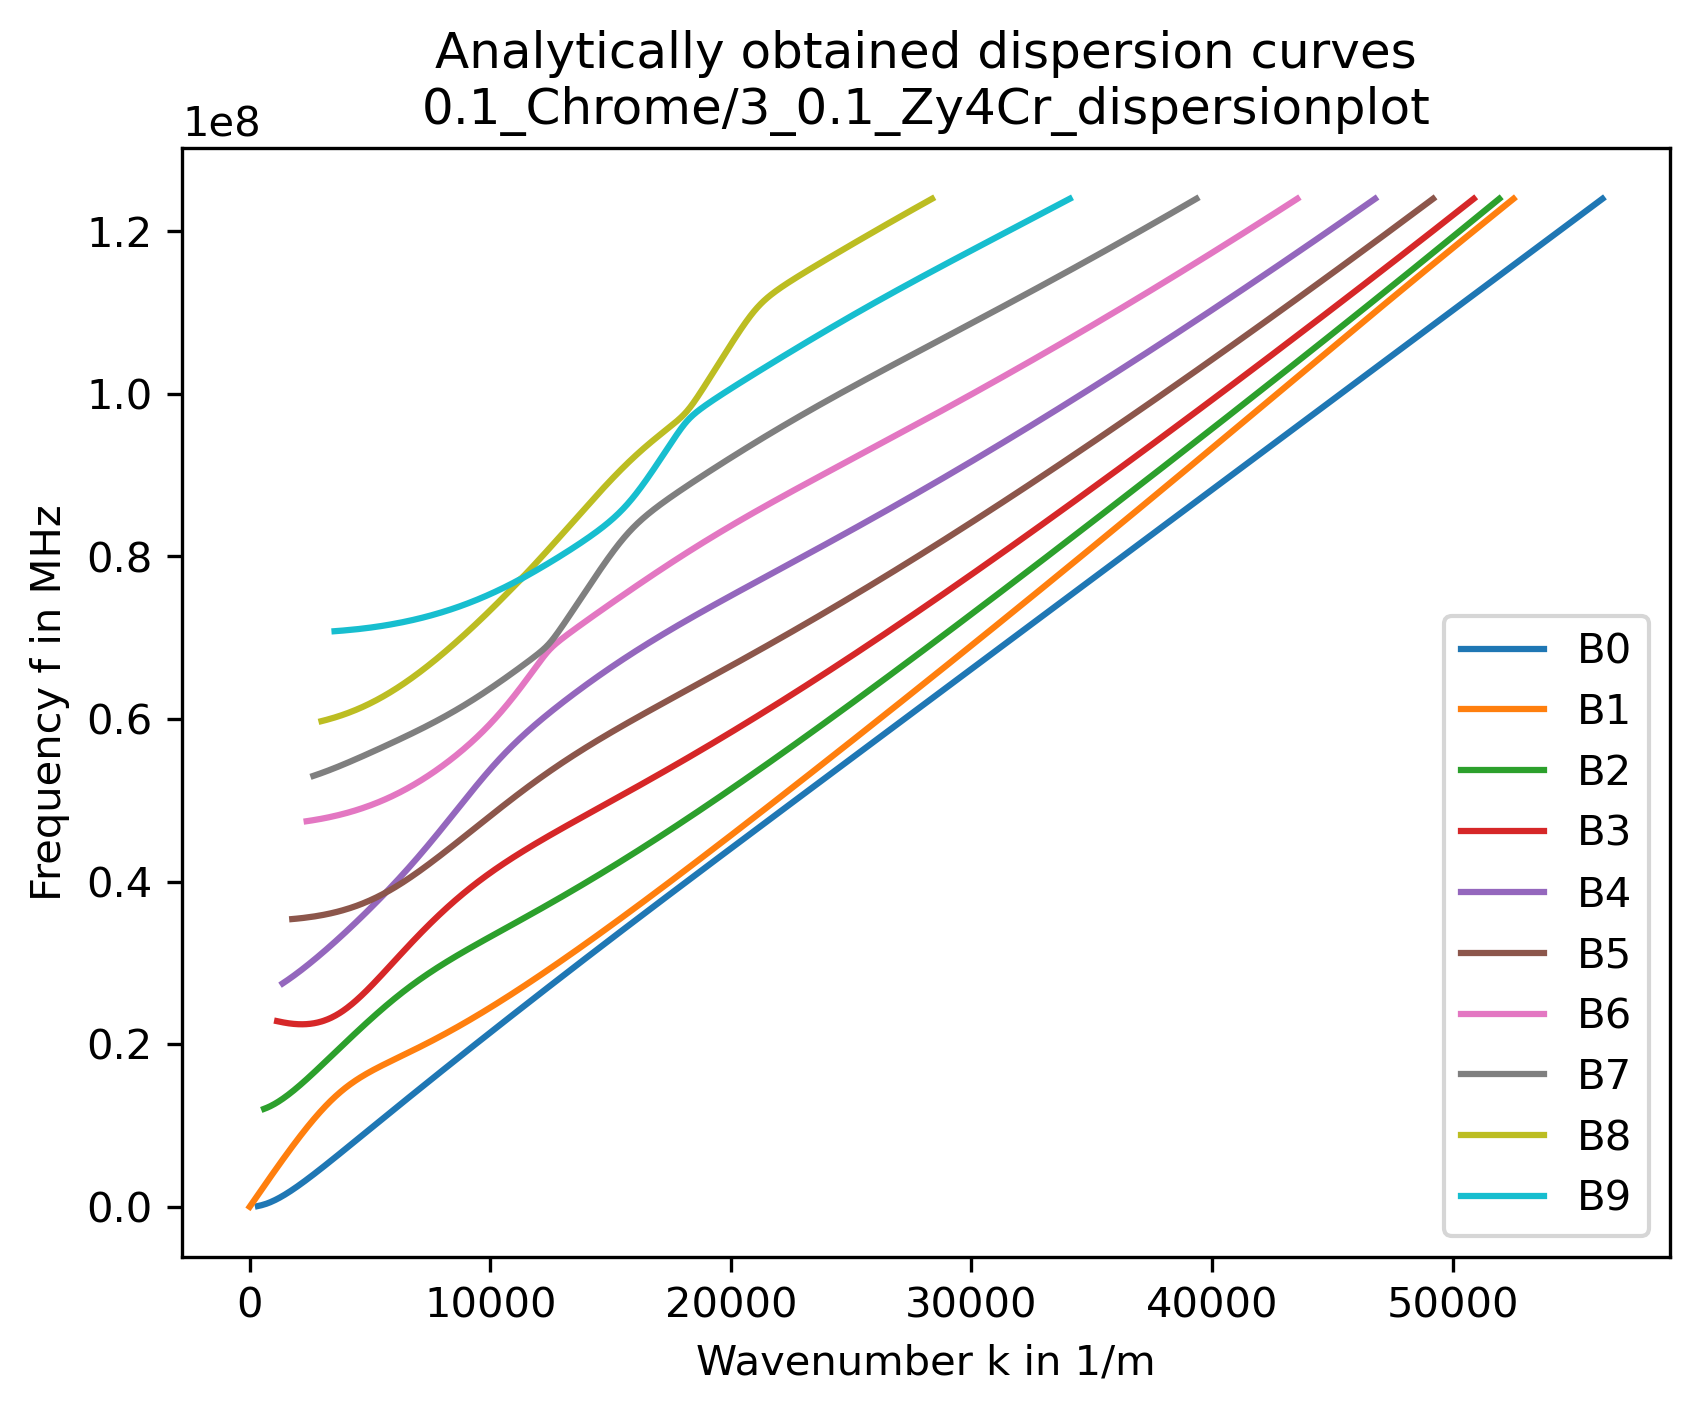 Analytically obtained dispersion curves
0.1_Chrome/3_0.1_Zy4Cr_dispersionplot
1e8
1.2
1.0
0.8
0.6
0.4
0.2
0.0
Frequency f in MHz
0 10000 20000 30000 40000 50000
Wavenumber k in 1/m
B0
B1
B2
B3
B4
B5
B6
B7
B8
B9